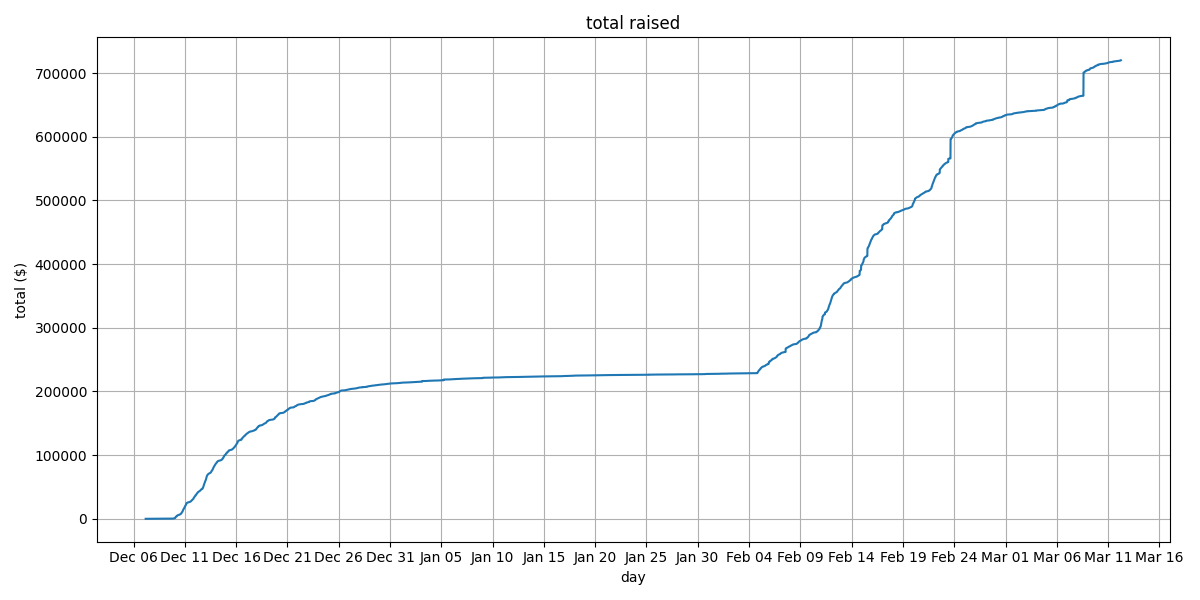 total raised
700000
600000
500000
400000
300000
200000
100000
0
total ($)
Dec 06 Dec 11 Dec 16 Dec 21 Dec 26 Dec 31 Jan 05 Jan 10 Jan 15 Jan 20 Jan 25 Jan 30 Feb 04 Feb 09 Feb 14 Feb 19 Feb 24 Mar 01 Mar 06 Mar 11 Mar 16
day